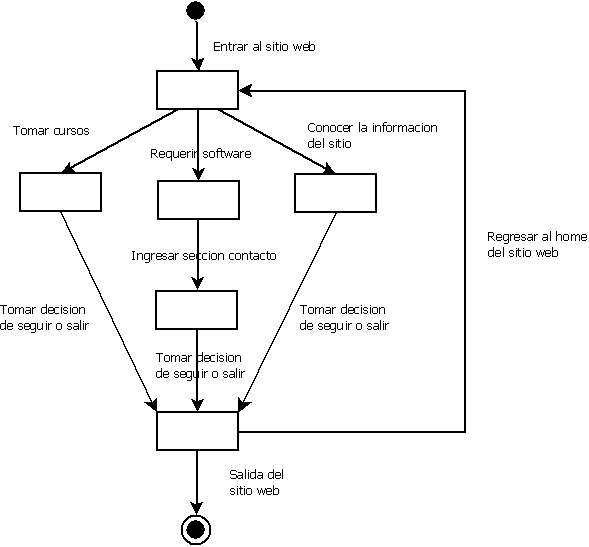 Entrar al sitio web
Tomar cursos
Requerir software
Conocer la informacion
del sitio
Regresar al home
del sitio web
Ingresar seccion contacto
Tomar decision
de seguir o salir
Tomar decision
de seguir o salir
Tomar decision
de seguir o salir
Salida del
sitio web